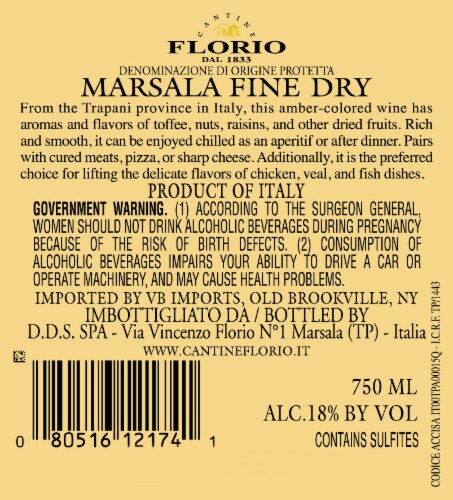 CANTINE
FLORIO
DAL 1833
DENOMINAZIONE DI ORIGINE PROTETTA
MARSALA FINE DRY
From the Trapani province in Italy, this amber-colored wine has
aromas and flavors of toffee, nuts, raisins, and other dried fruits. Rich
and smooth, it can be enjoyed chilled as an aperitif or after dinner. Pairs
with cured meats, pizza, or sharp cheese. Additionally, it is the preferred
choice for lifting the delicate flavors of chicken, veal, and fish dishes.
PRODUCT OF ITALY
GOVERNMENT WARNING. (1) ACCORDING TO THE SURGEON GENERAL,
WOMEN SHOULD NOT DRINK ALCOHOLIC BEVERAGES DURING PREGNANCY
BECAUSE OF THE RISK OF BIRTH DEFECTS. (2) CONSUMPTION OF
ALCOHOLIC BEVERAGES IMPAIRS YOUR ABILITY TO DRIVE A CAR OR
OPERATE MACHINERY, AND MAY CAUSE HEALTH PROBLEMS.
IMPORTED BY VB IMPORTS, OLD BROOKVILLE, NY
IMBOTTIGLIATO DA / BOTTLED BY
D.D.S. SPA - Via Vincenzo Florio N°1 Marsala (TP) - Italia
WWW.CANTINEFLORIO.IT
750 ML
ALC.18% BY VOL
CONTAINS SULFITES
0 80516 12174 1
CODICE ACCISA IT00TPA00015Q - I.C.R.F. TP/1443